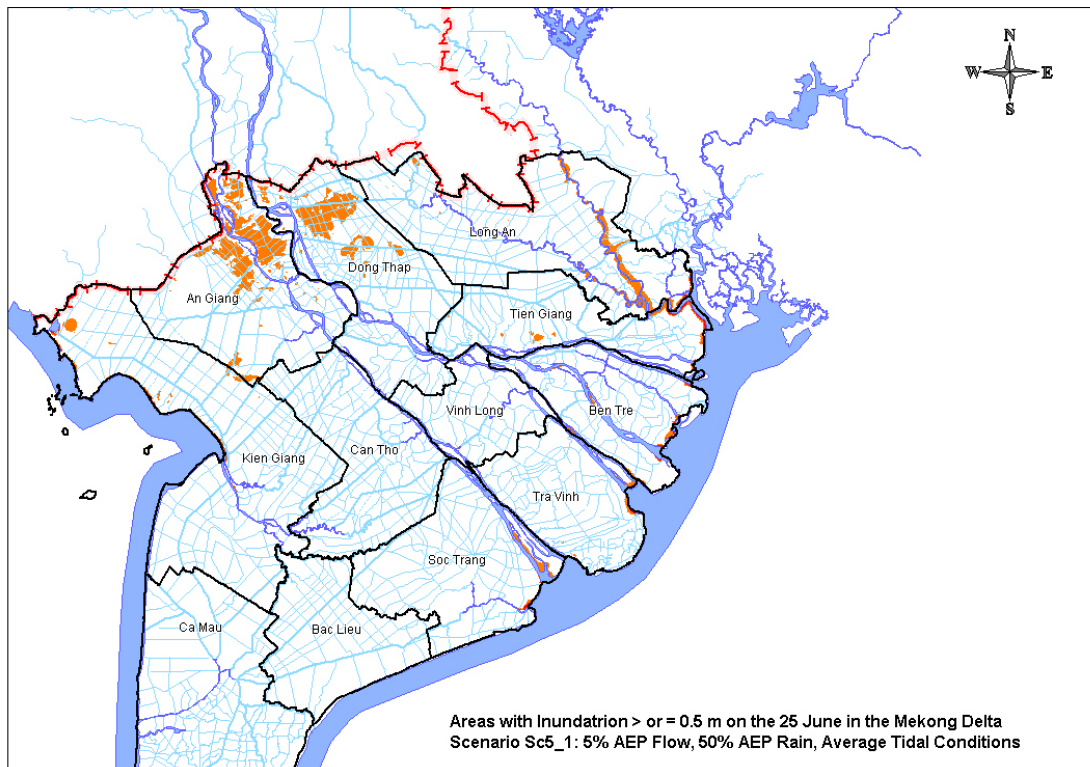 N
W E
S
Long An
Dong Thap
An Giang
Tien Giang
Ben Tre
Vinh Long
Can Tho
Kien Giang
Tra Vinh
Soc Trang
Ca Mau
Bac Lieu
Areas with Inundatrion > or = 0.5 m on the 25 June in the Mekong Delta
Scenario Sc5_1: 5% AEP Flow, 50% AEP Rain, Average Tidal Conditions